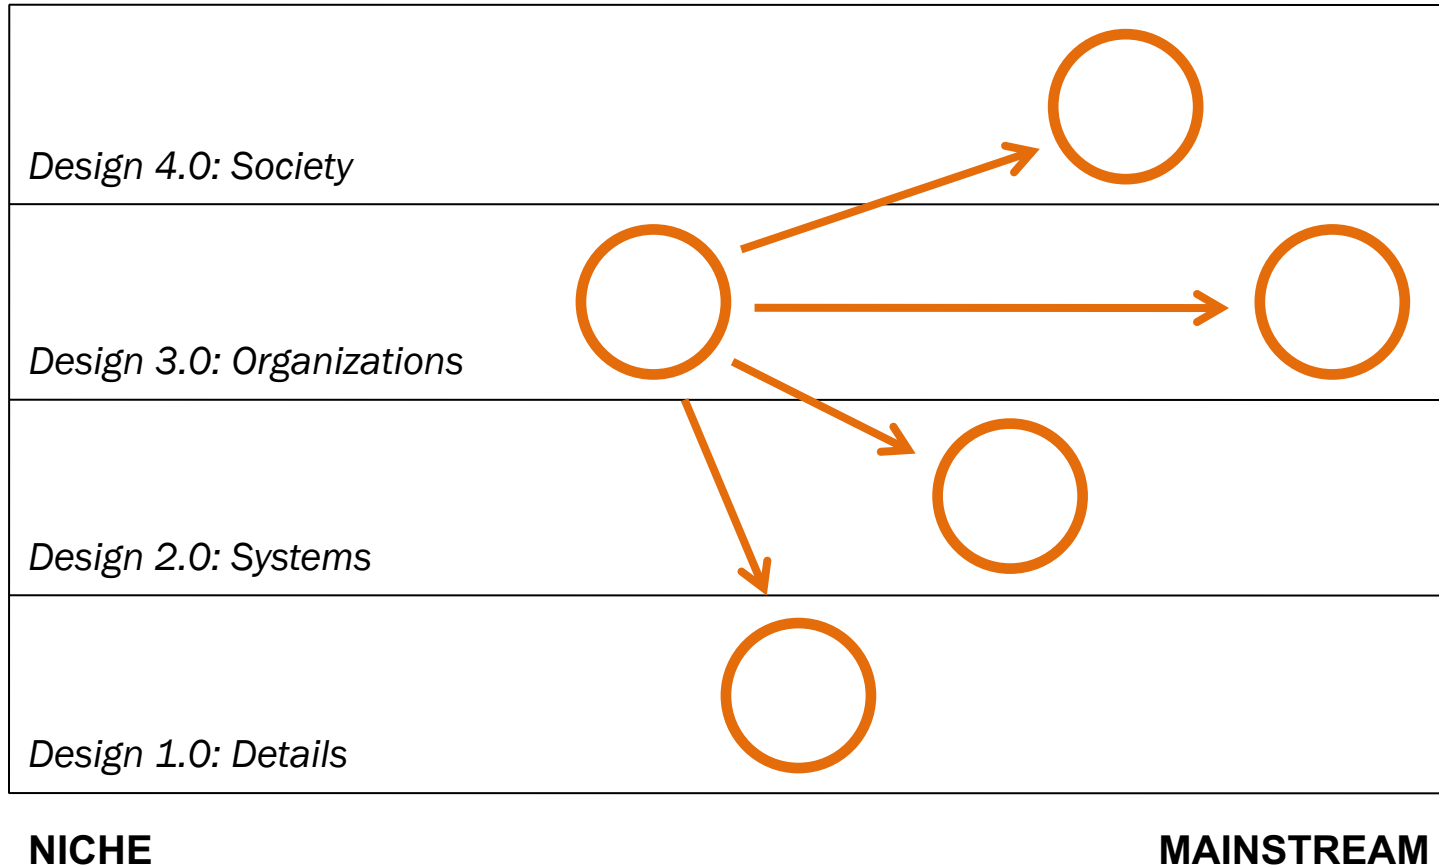 Design 4.0: Society
Design 3.0: Organizations
Design 2.0: Systems
Design 1.0: Details
NICHE
MAINSTREAM